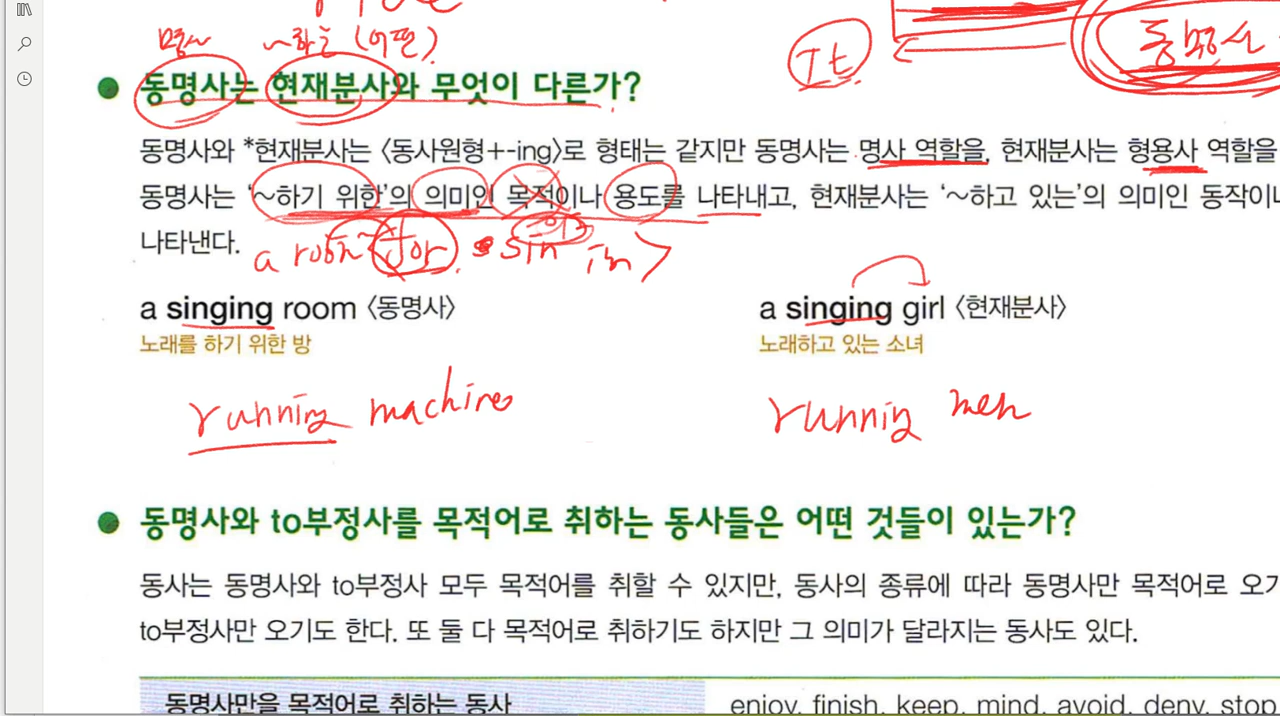 명사 ~하는 (어떤)
It
동명사
동명사는 현재분사와 무엇이 다른가?
동명사와 *현재분사는 〈동사원형+-ing〉로 형태는 같지만 동명사는 명사 역할을, 현재분사는 형용사 역할을
동명사는 ‘~하기 위한’의 의미인 목적이나 용도를 나타내고, 현재분사는 ‘~하고 있는’의 의미인 동작이나
나타낸다.
a room for
a singing room 〈동명사〉
a singing girl 〈현재분사〉
노래를 하기 위한 방
노래하고 있는 소녀
running machine
running men
동명사와 to부정사를 목적어로 취하는 동사들은 어떤 것들이 있는가?
동사는 동명사와 to부정사 모두 목적어를 취할 수 있지만, 동사의 종류에 따라 동명사만 목적어로 오기
to부정사만 오기도 한다. 또 둘 다 목적어로 취하기도 하지만 그 의미가 달라지는 동사도 있다.
동명사만을 목적어로 취하는 동사
enjoy, finish, keep, mind, avoid, deny, stop